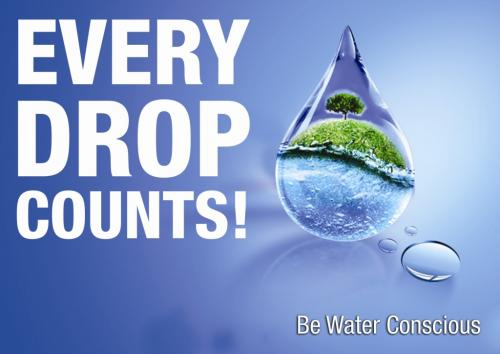 EVERY
DROP
COUNTS!
Be Water Conscious